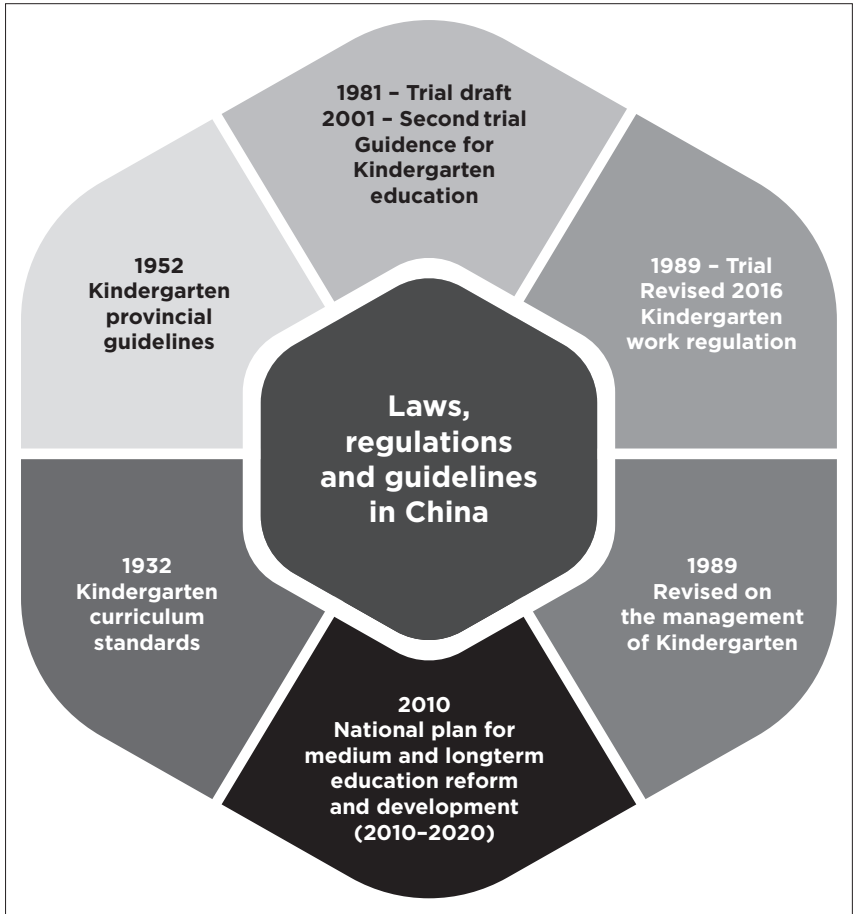 1981 – Trial draft
2001 – Second trial
Guidence for
Kindergarten
education
1989 – Trial
Revised 2016
Kindergarten
work regulation
1989
Revised on
the management
of Kindergarten
2010
National plan for
medium and longterm
education reform
and development
(2010–2020)
1932
Kindergarten
curriculum
standards
1952
Kindergarten
provincial
guidelines
Laws,
regulations
and guidelines
in China